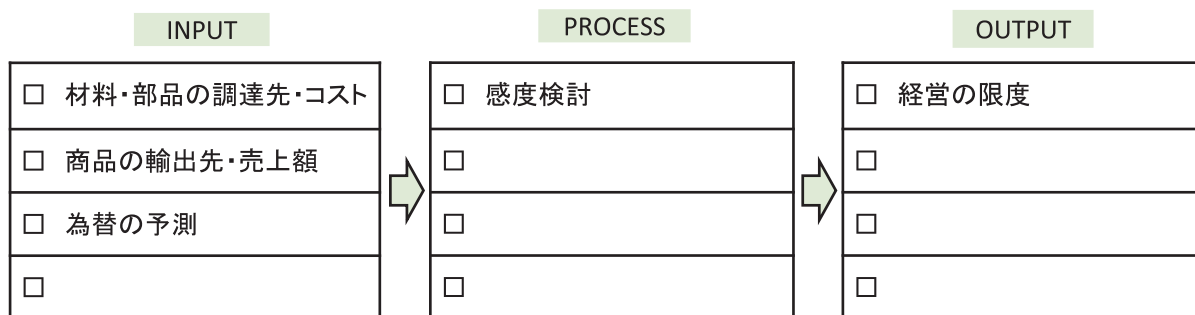 INPUT
□ 材料・部品の調達先・コスト
□ 商品の輸出先・売上額
□ 為替の予測
□
PROCESS
□ 感度検討
□
□
□
OUTPUT
□ 経営の限度
□
□
□